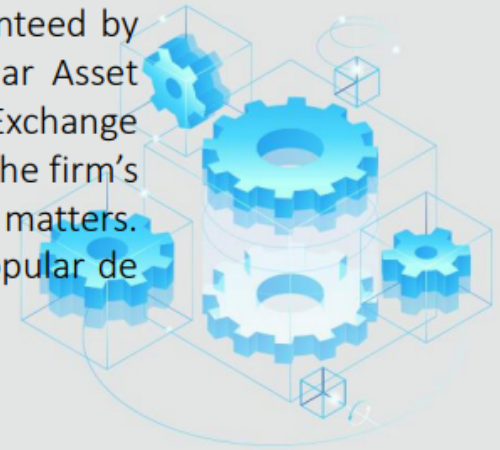 nteed by
ar Asset
Exchange
he firm's
matters.
pular de